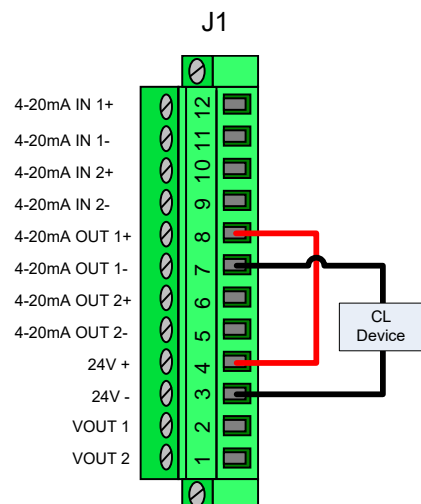 J1
4-20mA IN 1+ 12
4-20mA IN 1- 11
4-20mA IN 2+ 10
4-20mA IN 2- 9
4-20mA OUT 1+ 8
4-20mA OUT 1- 7
4-20mA OUT 2+ 6
4-20mA OUT 2- 5
24V + 4
24V - 3
VOUT 1 2
VOUT 2 1
CL
Device